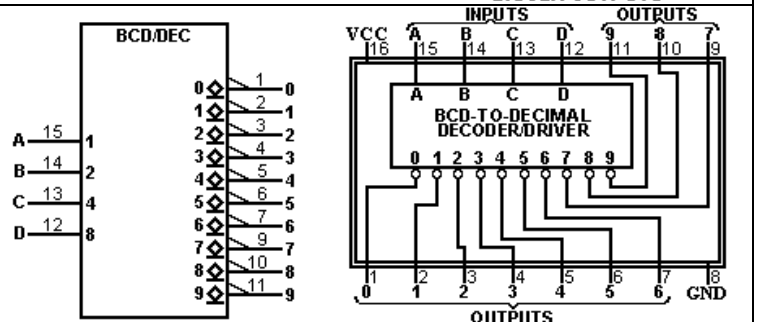 BCD/DEC
0 1 0
1 2 1
A 15 1 2 3 2
3 4 3
B 14 2 4 5 4
C 13 4 5 6 5
D 12 8 6 7 6
7 9 7
8 10 8
9 11 9
INPUTS OUTPUTS
VCC A B C D 9 8 7
16 15 14 13 12 11 10 9
A B C D
BCD-TO-DECIMAL
DECODER/DRIVER
0 1 2 3 4 5 6 7 8 9
1 2 3 4 5 6 7 8
0 1 2 3 4 5 6 GND
OUTPUTS